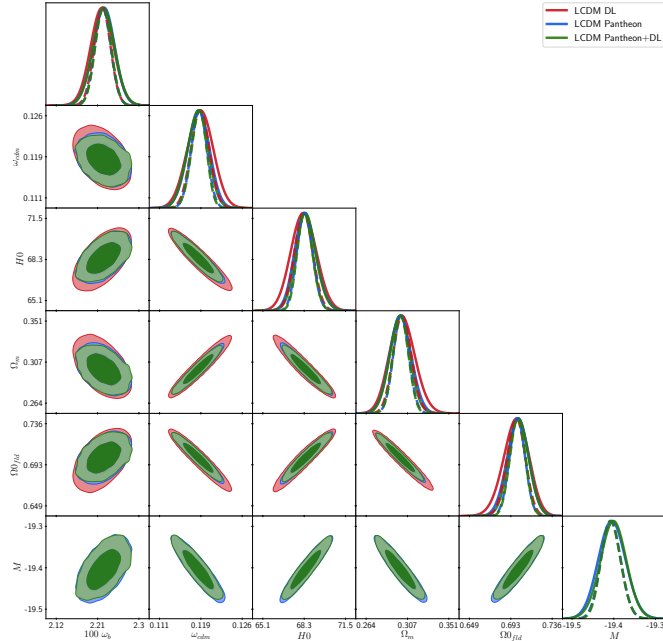 LCDM DL
LCDM Pantheon
LCDM Pantheon+DL
0.126
0.119
0.111
ω_cdm
71.5
68.3
65.1
H0
0.351
0.307
0.264
Ω_m
0.736
0.693
0.649
Ω0_fld
-19.3
-19.4
-19.5
M
2.12 2.21 2.3
100 ω_b
0.111 0.119 0.126
ω_cdm
65.1 68.3 71.5
H0
0.264 0.307 0.351
Ω_m
0.649 0.693 0.736
Ω0_fld
-19.5 -19.4 -19.3
M